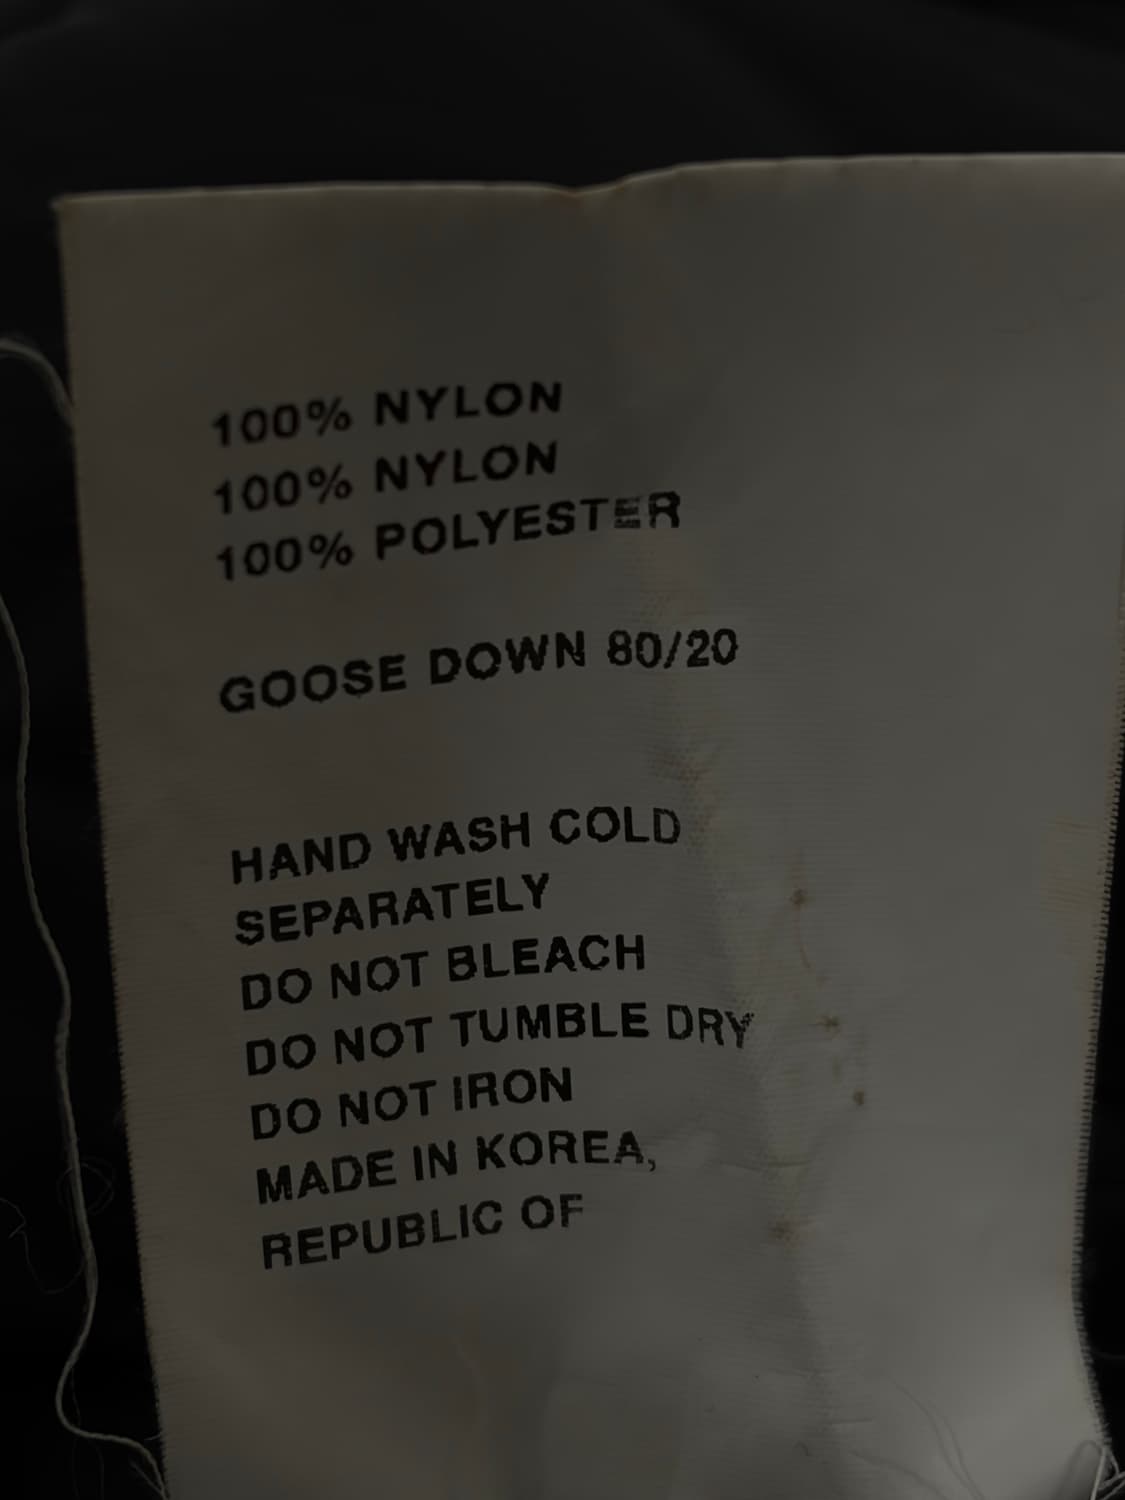 100% NYLON
100% NYLON
100% POLYESTER
GOOSE DOWN 80/20
HAND WASH COLD
SEPARATELY
DO NOT BLEACH
DO NOT TUMBLE DRY
DO NOT IRON
MADE IN KOREA,
REPUBLIC OF